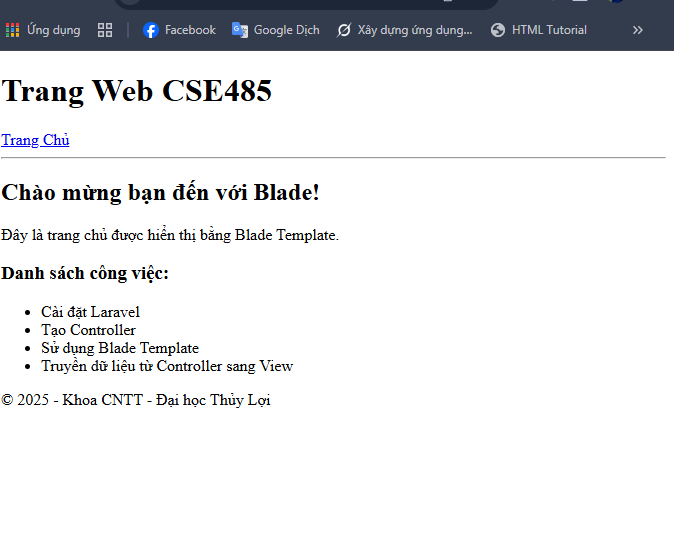 Ứng dụng Facebook Google Dịch Xây dựng ứng dụng... HTML Tutorial »
Trang Web CSE485
Trang Chủ
Chào mừng bạn đến với Blade!
Đây là trang chủ được hiển thị bằng Blade Template.
Danh sách công việc:
• Cài đặt Laravel
• Tạo Controller
• Sử dụng Blade Template
• Truyền dữ liệu từ Controller sang View
© 2025 - Khoa CNTT - Đại học Thủy Lợi